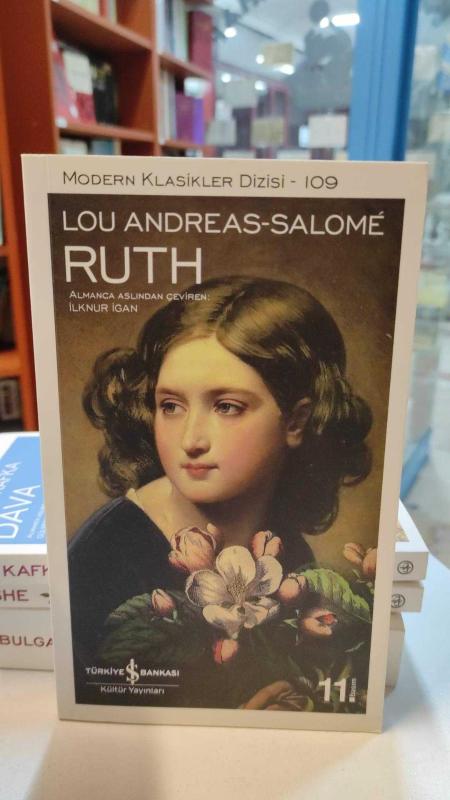 MODERN KLASİKLER DİZİSİ - 109
LOU ANDREAS-SALOMÉ
RUTH
ALMANCA ASLINDAN ÇEVİREN:
İLKNUR İGAN
TÜRKİYE İŞ BANKASI
Kültür Yayınları
11.
Basım
DAVA
KAFK
BULGA